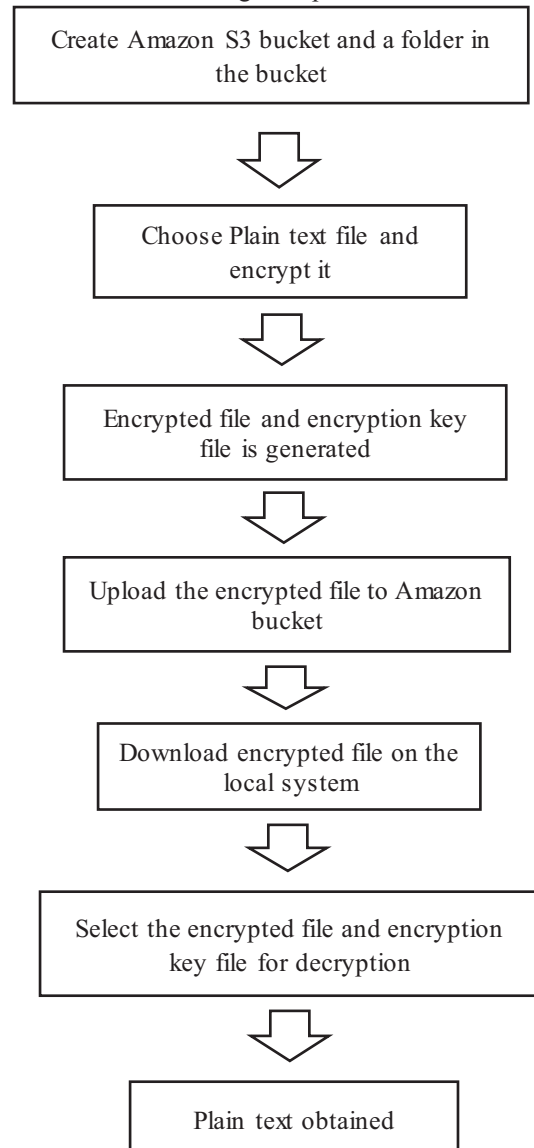 Create Amazon S3 bucket and a folder in
the bucket
Choose Plain text file and
encrypt it
Encrypted file and encryption key
file is generated
Upload the encrypted file to Amazon
bucket
Download encrypted file on the
local system
Select the encrypted file and encryption
key file for decryption
Plain text obtained